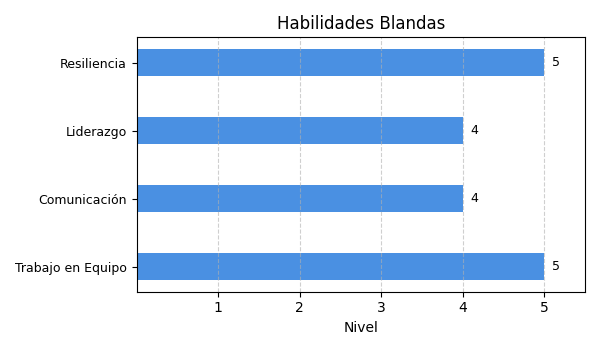 Habilidades Blandas
Resiliencia 5
Liderazgo 4
Comunicación 4
Trabajo en Equipo 5
1 2 3 4 5
Nivel